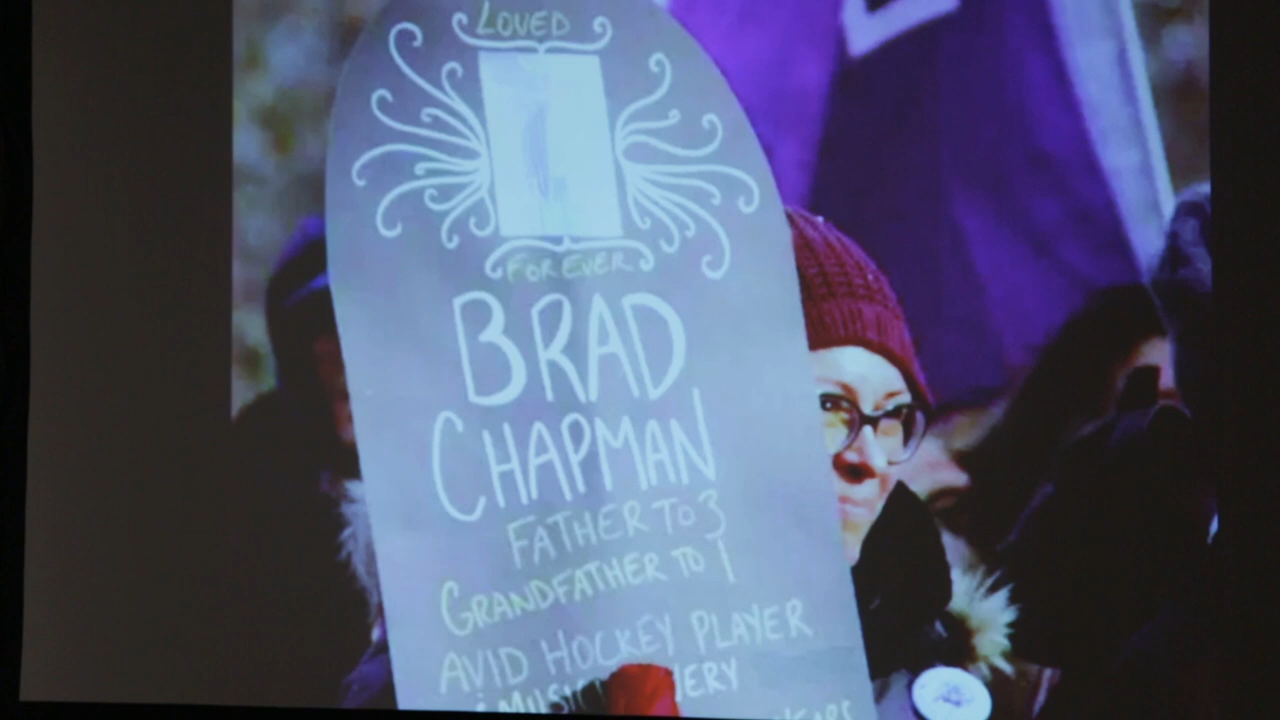 LOVED
FOREVER
BRAD
CHAPMAN
FATHER TO 3
GRANDFATHER TO 1
AVID HOCKEY PLAYER